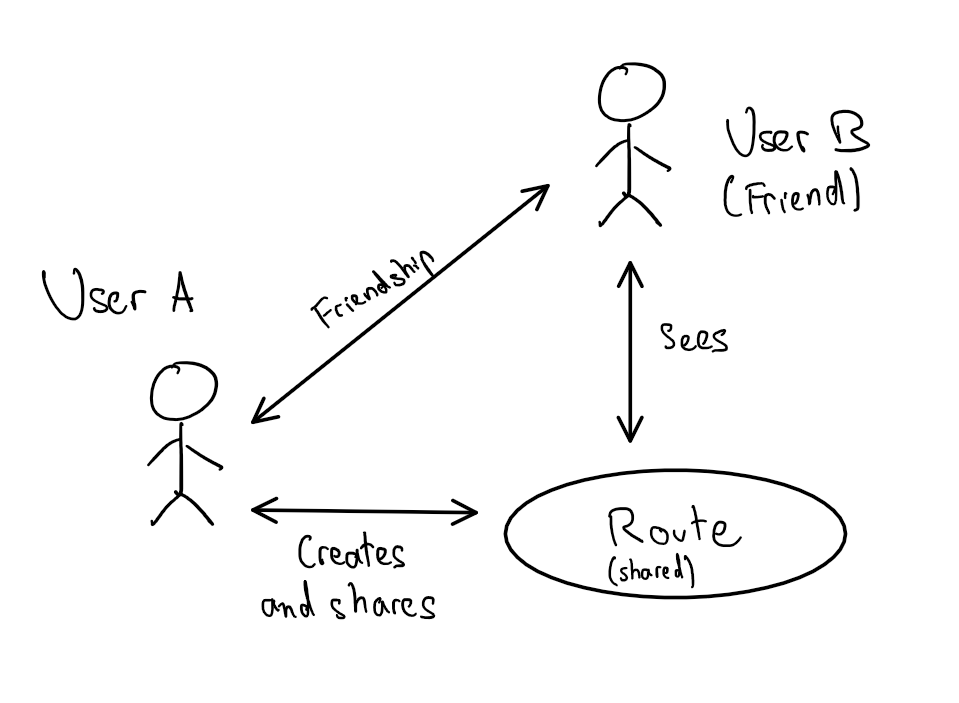 User B
(Friend)
User A
Friendship
Sees
Creates
and shares
Route
(shared)